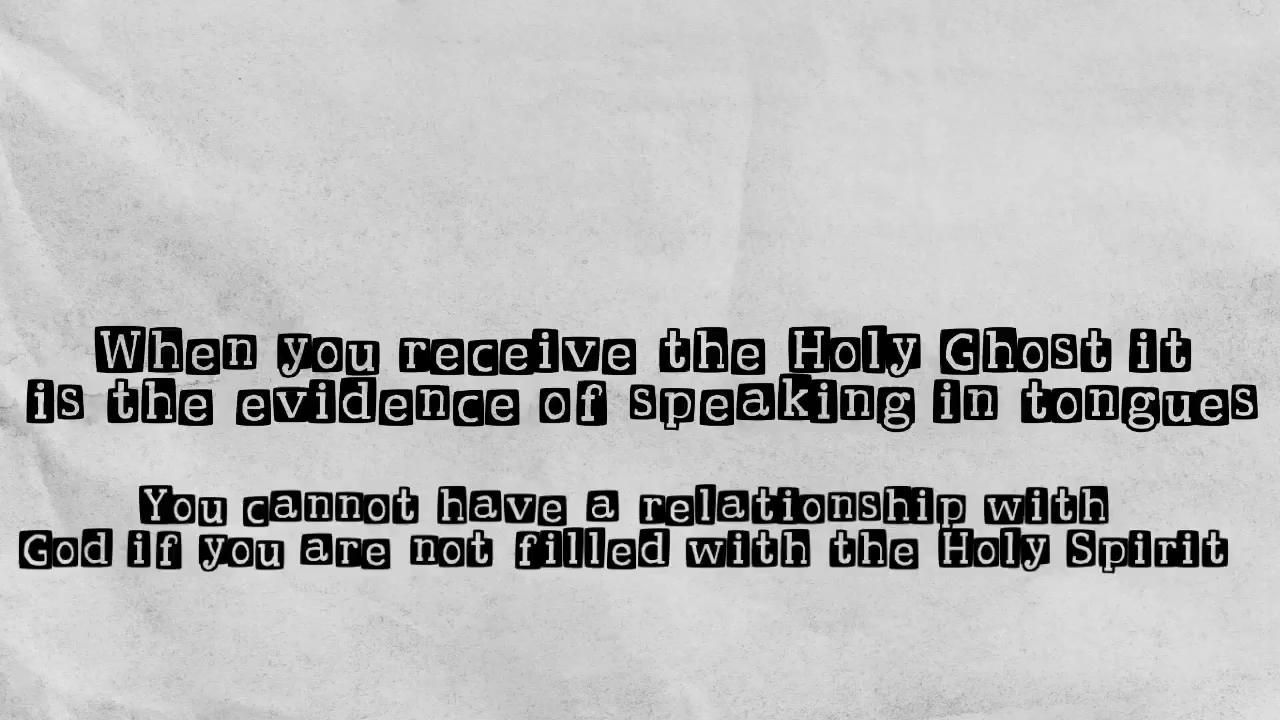 When you receive the Holy Ghost it
is the evidence of speaking in tongues
You cannot have a relationship with
God if you are not filled with the Holy Spirit